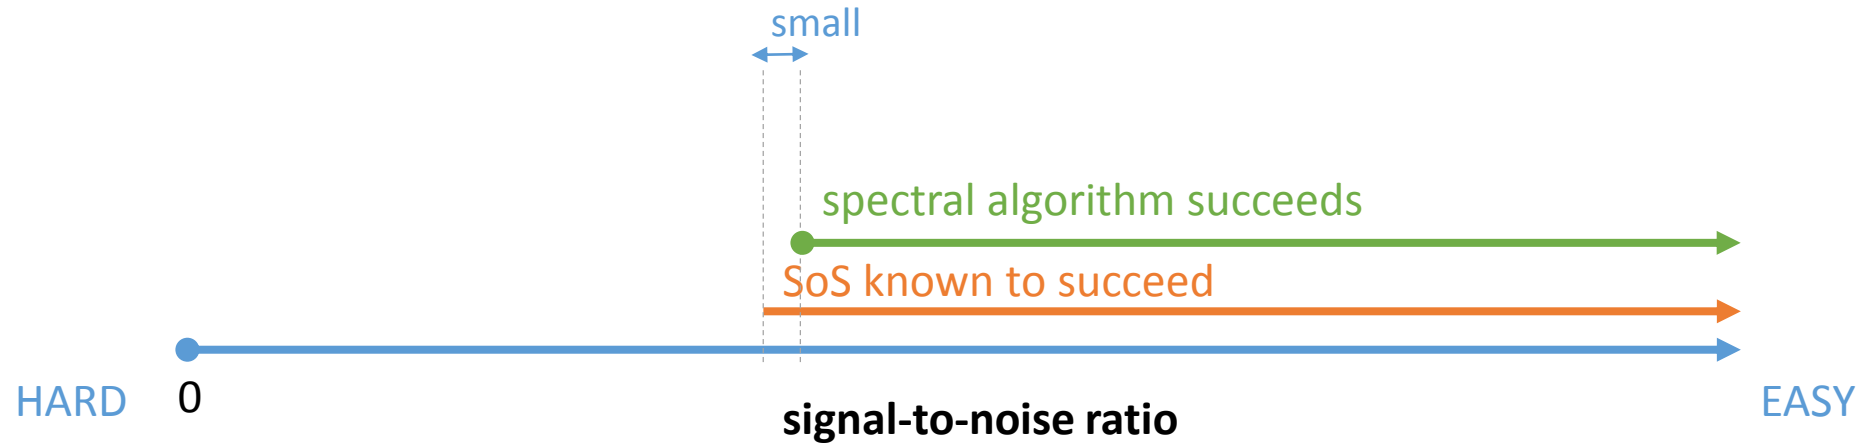 small
spectral algorithm succeeds
SoS known to succeed
HARD
0
signal-to-noise ratio
EASY